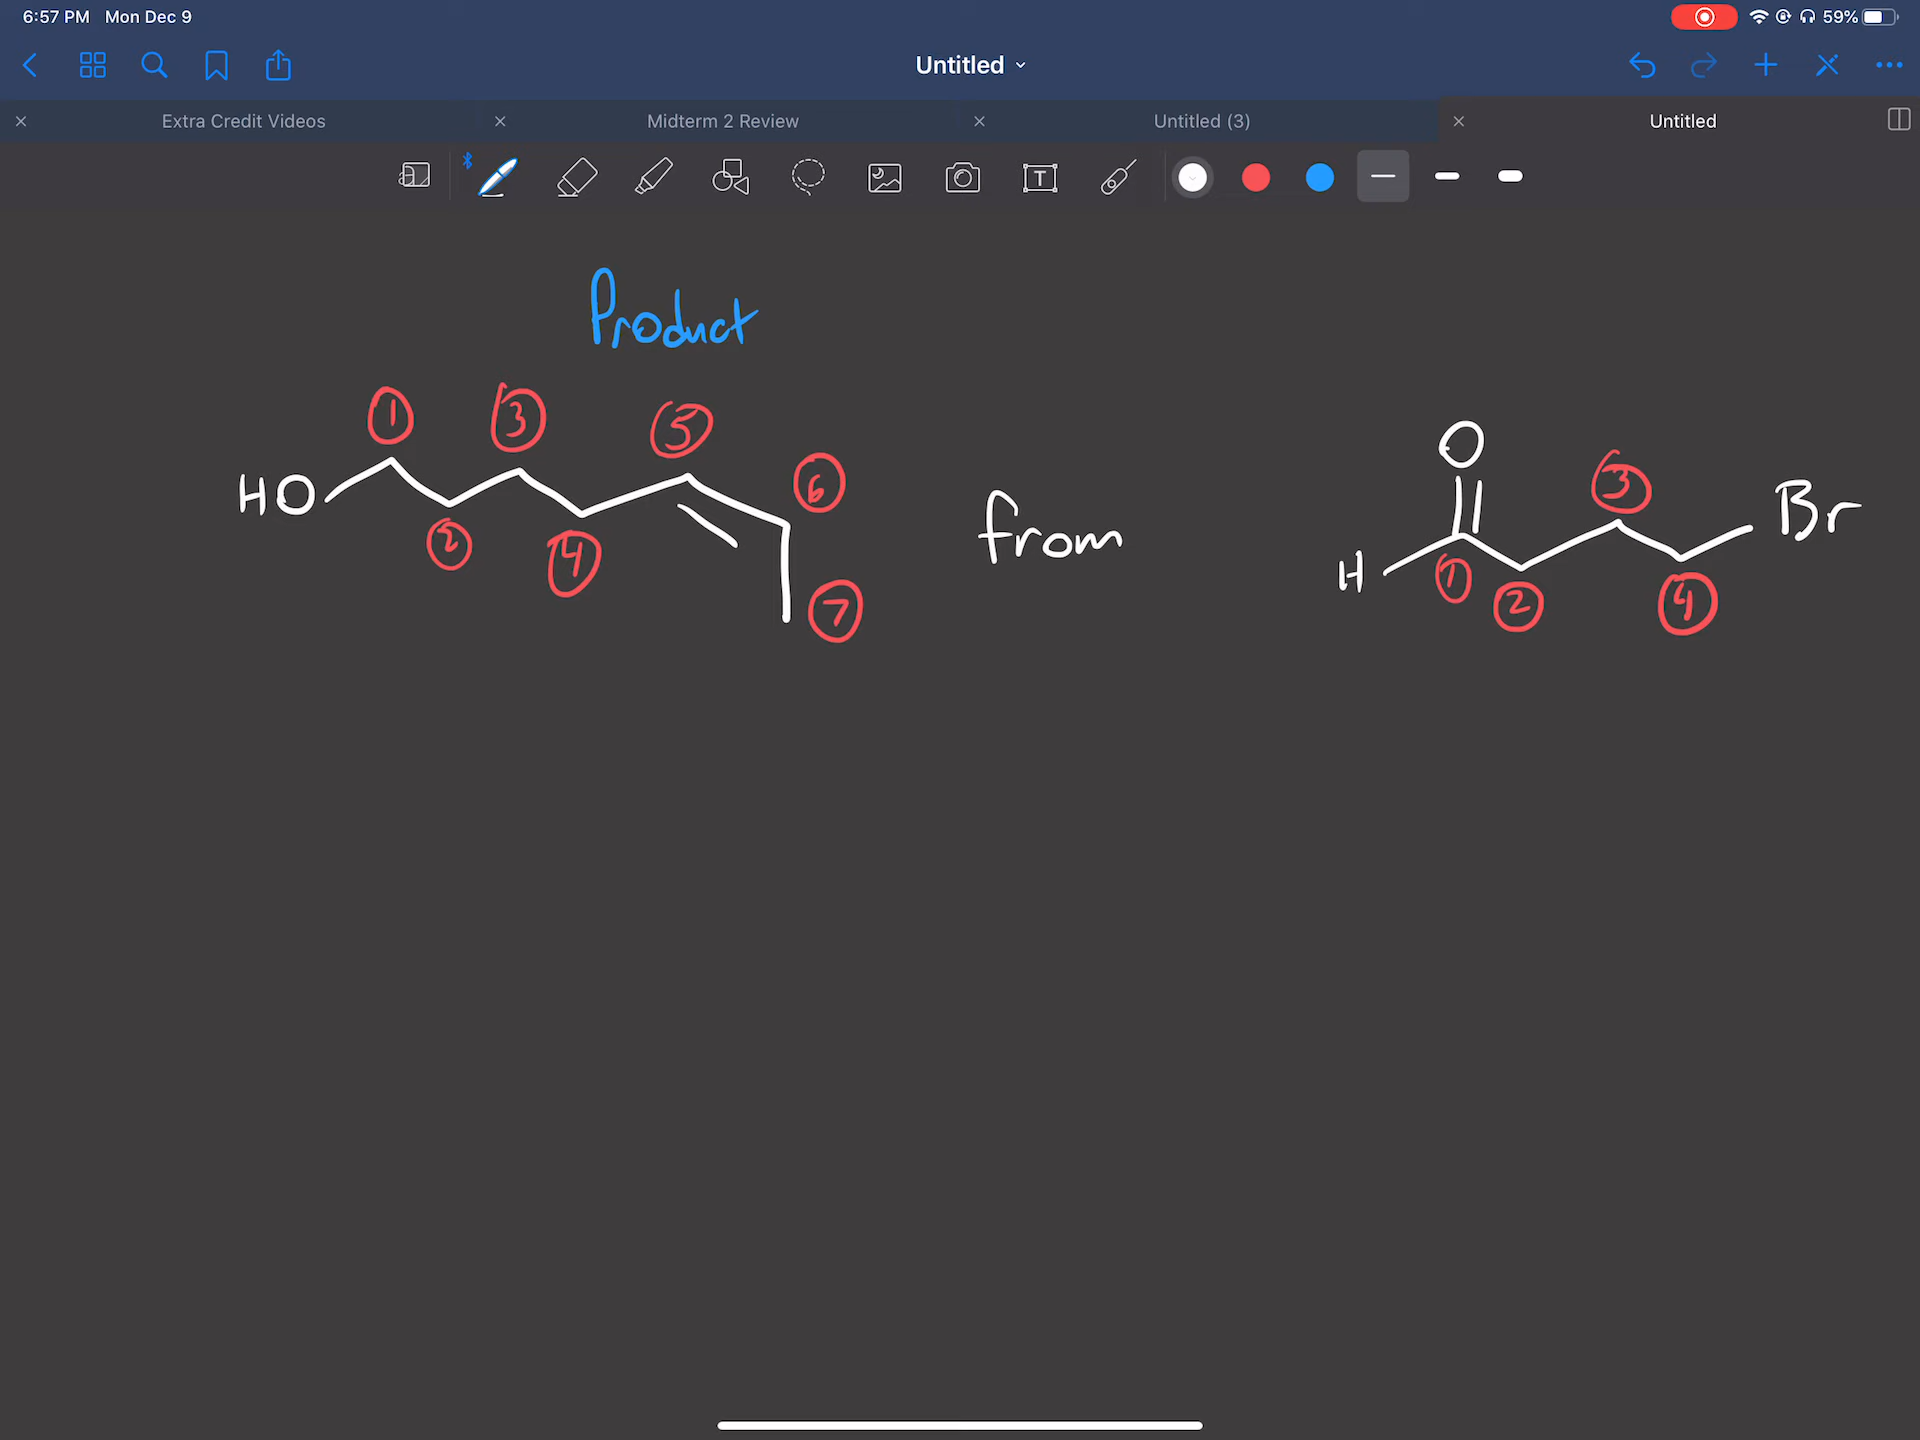 6:57 PM Mon Dec 9
59%
Untitled
Extra Credit Videos
Midterm 2 Review
Untitled (3)
Untitled
T
Product
1 3 5
6
HO
2 4
7
from
O
3
Br
H
1 2 4